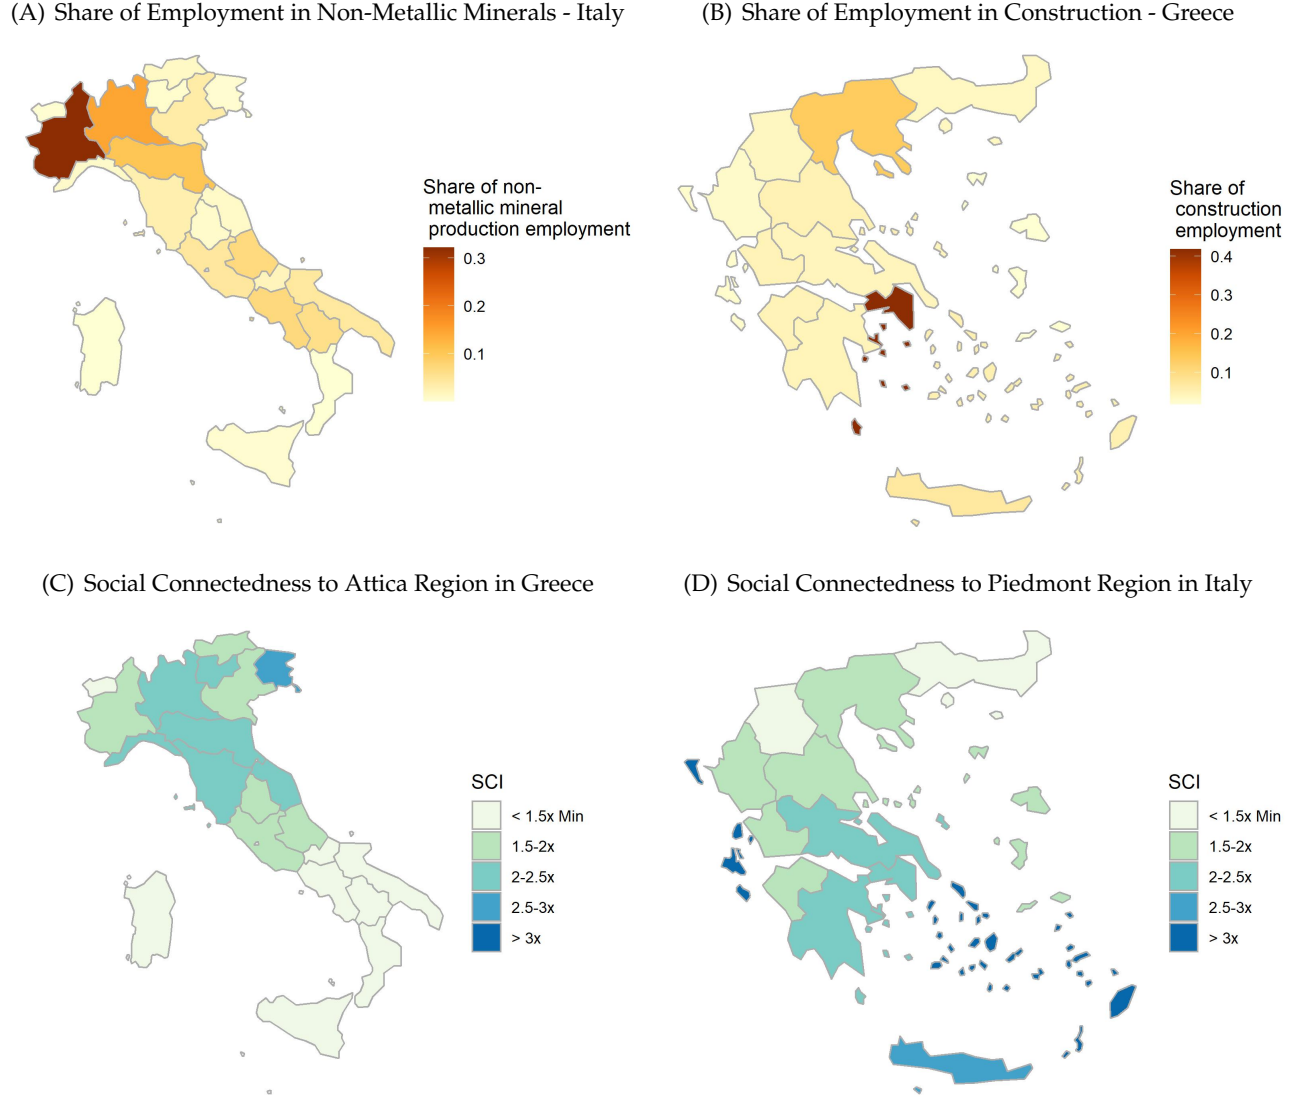 (A) Share of Employment in Non-Metallic Minerals - Italy
(B) Share of Employment in Construction - Greece
Share of non-
metallic mineral
production employment
0.3
0.2
0.1
Share of
construction
employment
0.4
0.3
0.2
0.1
(C) Social Connectedness to Attica Region in Greece
(D) Social Connectedness to Piedmont Region in Italy
SCI
< 1.5x Min
1.5-2x
2-2.5x
2.5-3x
> 3x
SCI
< 1.5x Min
1.5-2x
2-2.5x
2.5-3x
> 3x